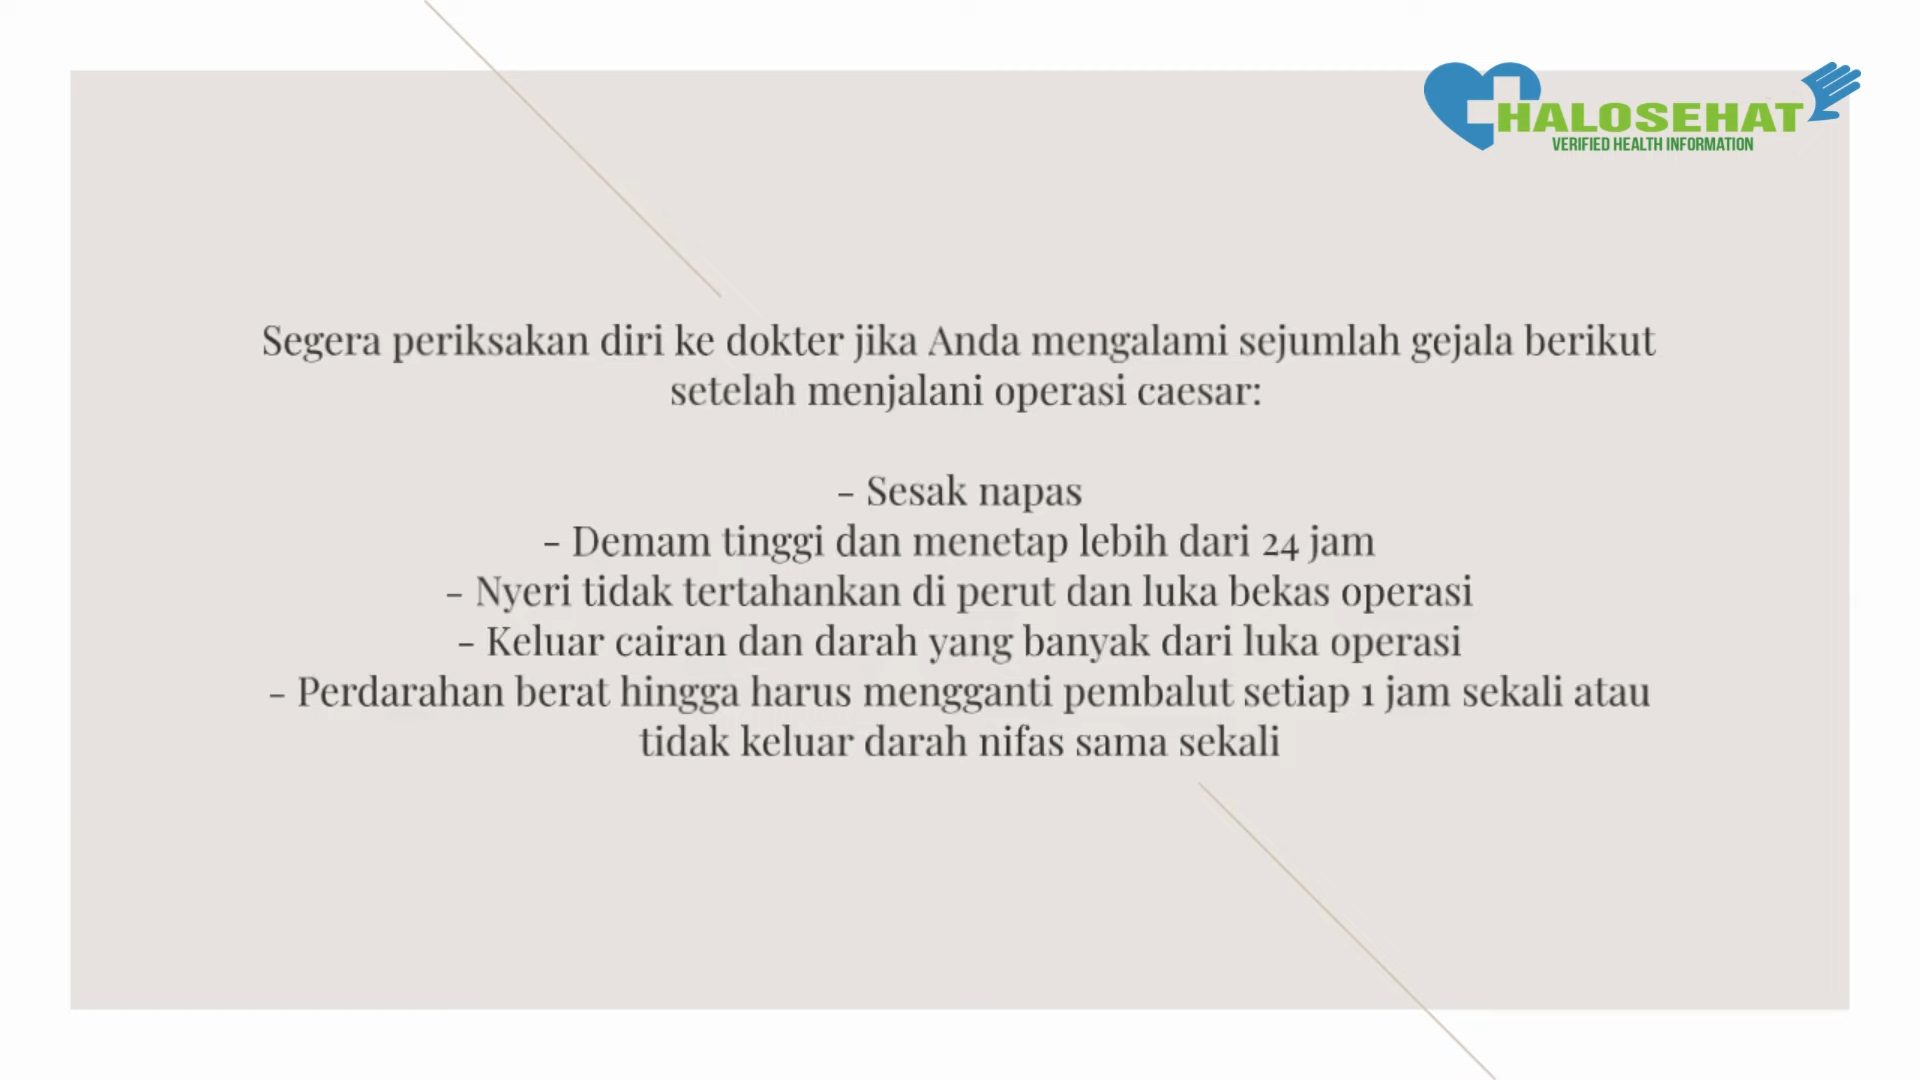 HALOSEHAT
VERIFIED HEALTH INFORMATION
Segera periksakan diri ke dokter jika Anda mengalami sejumlah gejala berikut
setelah menjalani operasi caesar:
- Sesak napas
- Demam tinggi dan menetap lebih dari 24 jam
- Nyeri tidak tertahankan di perut dan luka bekas operasi
- Keluar cairan dan darah yang banyak dari luka operasi
- Perdarahan berat hingga harus mengganti pembalut setiap 1 jam sekali atau
tidak keluar darah nifas sama sekali